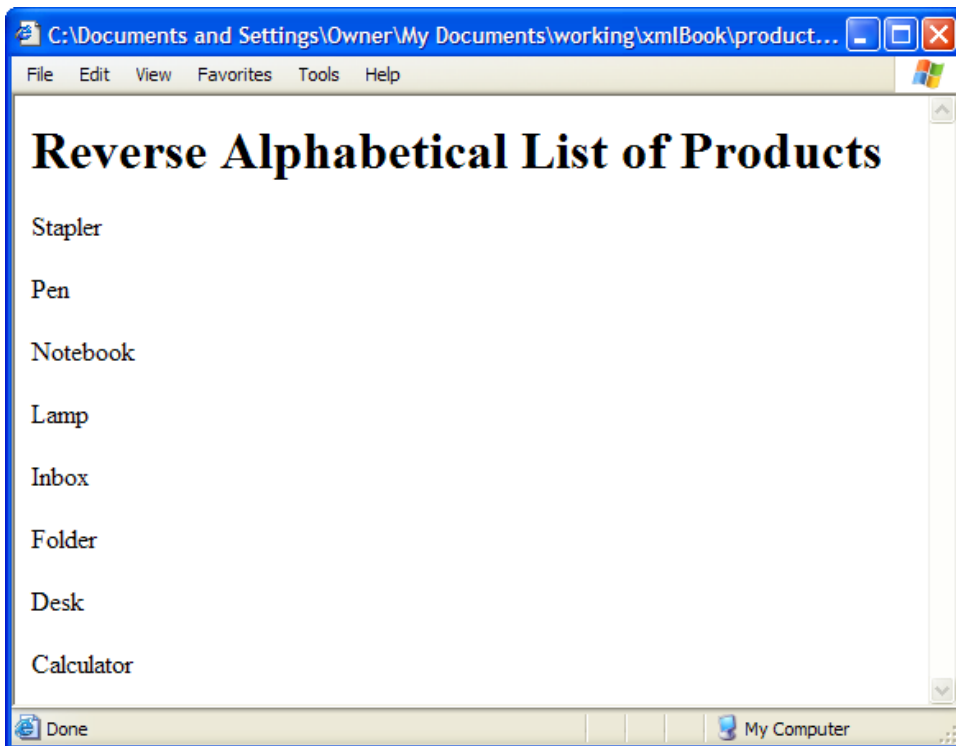 C:\Documents and Settings\Owner\My Documents\working\xmlBook\product...
File Edit View Favorites Tools Help
Reverse Alphabetical List of Products
Stapler
Pen
Notebook
Lamp
Inbox
Folder
Desk
Calculator
Done My Computer